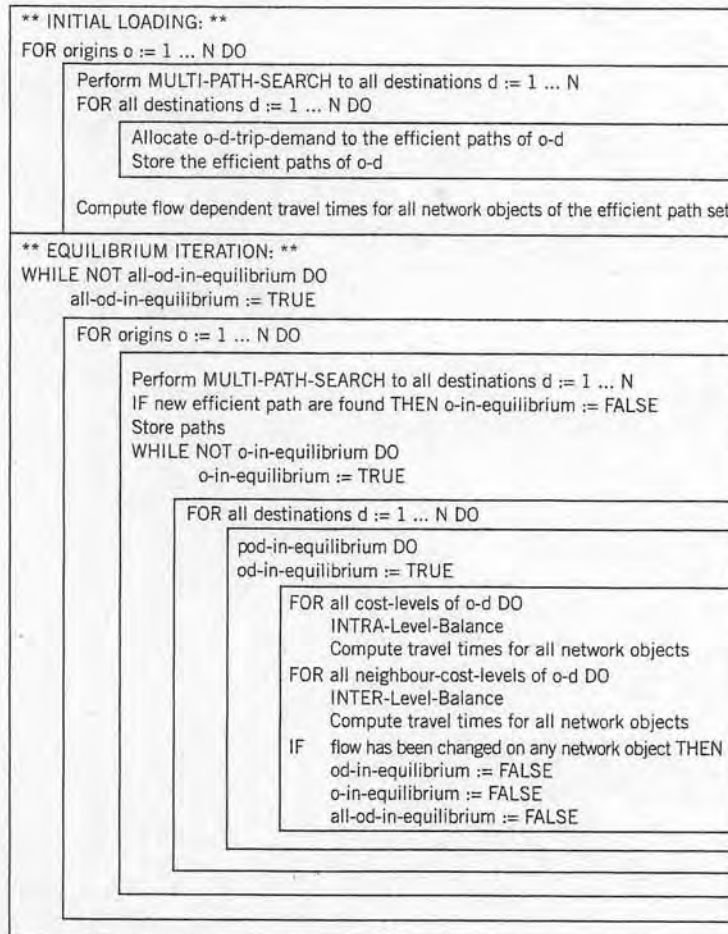 ** INITIAL LOADING: **
FOR origins o := 1 ... N DO
Perform MULTI-PATH-SEARCH to all destinations d := 1 ... N
FOR all destinations d := 1 ... N DO
Allocate o-d-trip-demand to the efficient paths of o-d
Store the efficient paths of o-d
Compute flow dependent travel times for all network objects of the efficient path set
** EQUILIBRIUM ITERATION: **
WHILE NOT all-od-in-equilibrium DO
all-od-in-equilibrium := TRUE
FOR origins o := 1 ... N DO
Perform MULTI-PATH-SEARCH to all destinations d := 1 ... N
IF new efficient path are found THEN o-in-equilibrium := FALSE
Store paths
WHILE NOT o-in-equilibrium DO
o-in-equilibrium := TRUE
FOR all destinations d := 1 ... N DO
pod-in-equilibrium DO
od-in-equilibrium := TRUE
FOR all cost-levels of o-d DO
INTRA-Level-Balance
Compute travel times for all network objects
FOR all neighbour-cost-levels of o-d DO
INTER-Level-Balance
Compute travel times for all network objects
IF flow has been changed on any network object THEN
od-in-equilibrium := FALSE
o-in-equilibrium := FALSE
all-od-in-equilibrium := FALSE